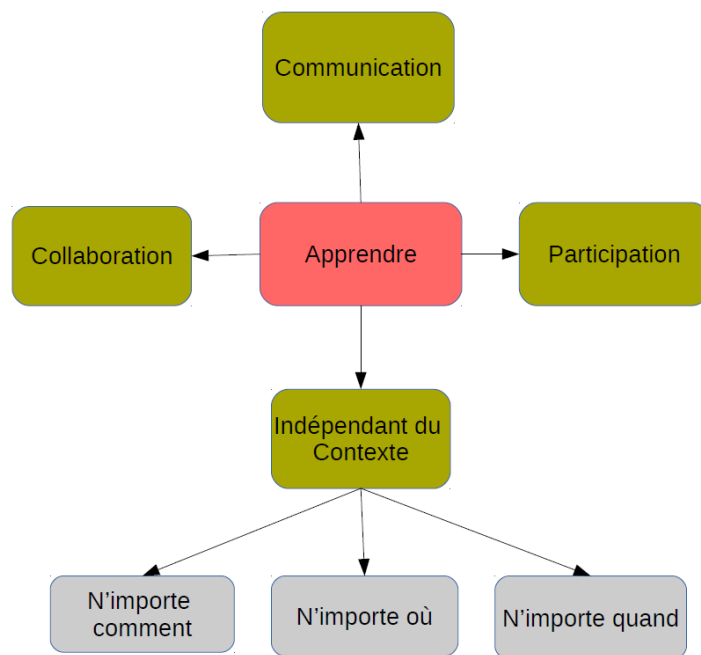 Communication
Collaboration
Apprendre
Participation
Indépendant du
Contexte
N’importe
comment
N’importe où
N’importe quand